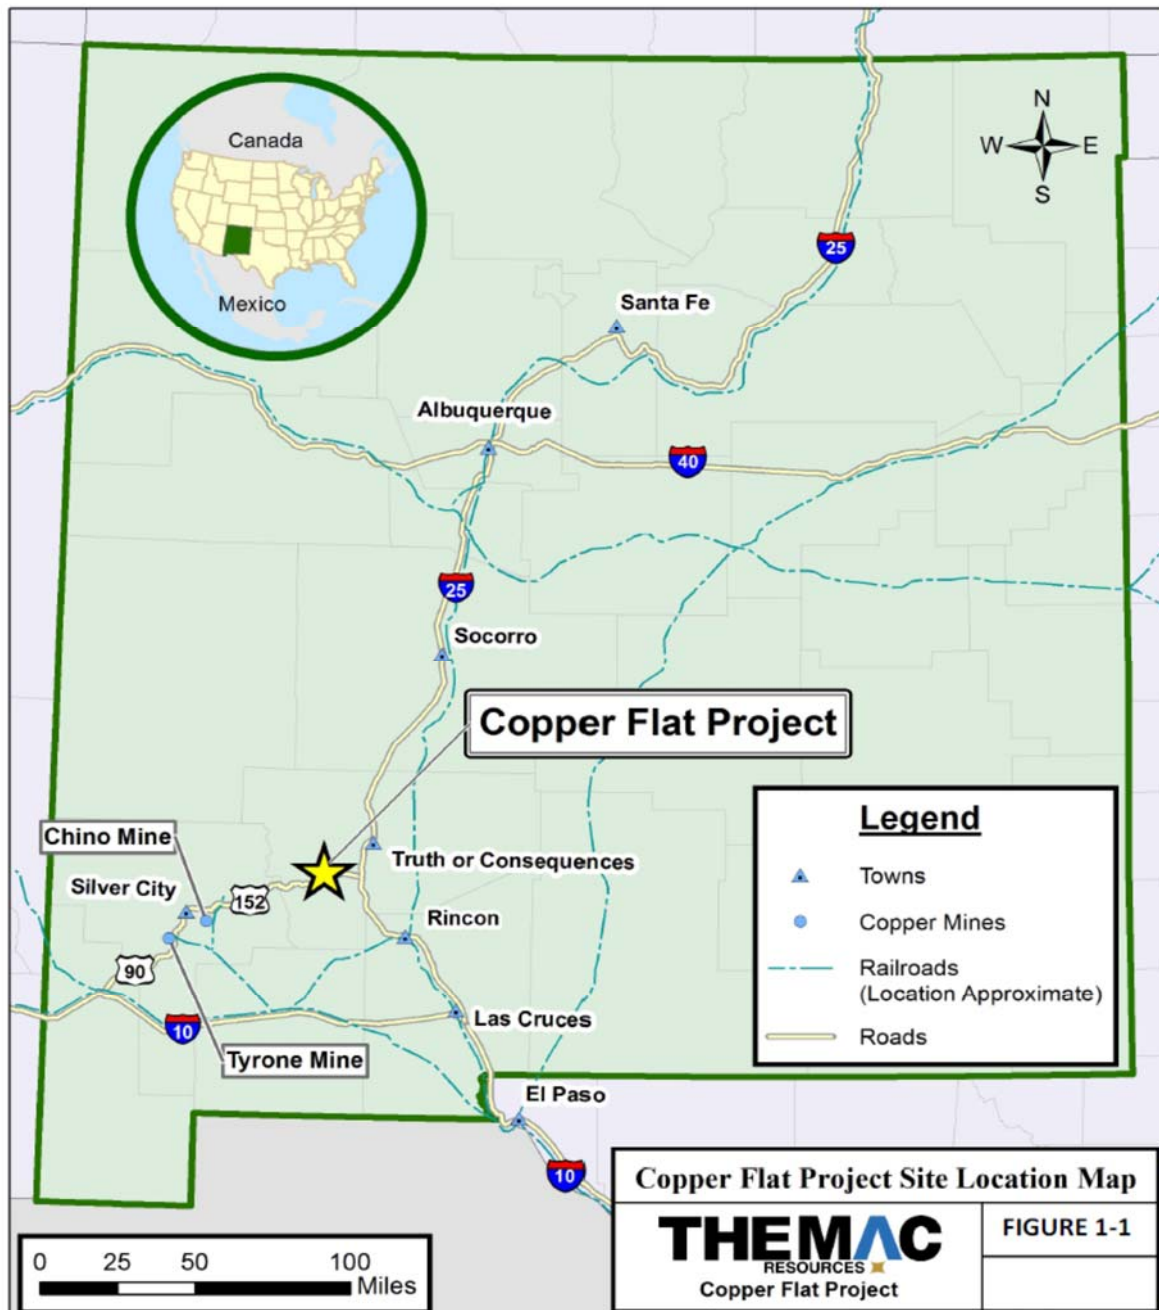 Canada
Mexico
N
W E
S
25
Santa Fe
Albuquerque
40
25
Socorro
Copper Flat Project
Chino Mine
Silver City
152
Truth or Consequences
Rincon
90
10
Las Cruces
Tyrone Mine
El Paso
10
Legend
Towns
Copper Mines
Railroads
(Location Approximate)
Roads
0 25 50 100
Miles
Copper Flat Project Site Location Map
THEMAC
RESOURCES
Copper Flat Project
FIGURE 1-1